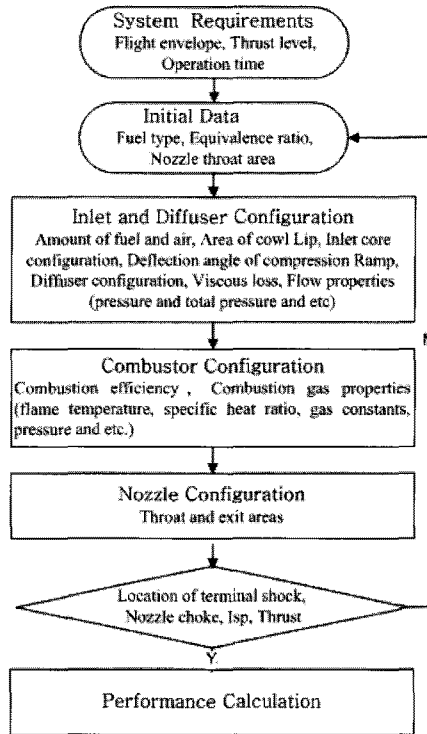 System Requirements
Flight envelope, Thrust level,
Operation time
Initial Data
Fuel type, Equivalence ratio,
Nozzle throat area
Inlet and Diffuser Configuration
Amount of fuel and air, Area of cowl Lip, Inlet core
configuration, Deflection angle of compression Ramp,
Diffuser configuration, Viscous loss, Flow properties
(pressure and total pressure and etc)
Combustor Configuration
Combustion efficiency , Combustion gas properties
(flame temperature, specific heat ratio, gas constants,
pressure and etc.)
Nozzle Configuration
Throat and exit areas
Location of terminal shock,
Nozzle choke, Isp, Thrust
Y
Performance Calculation